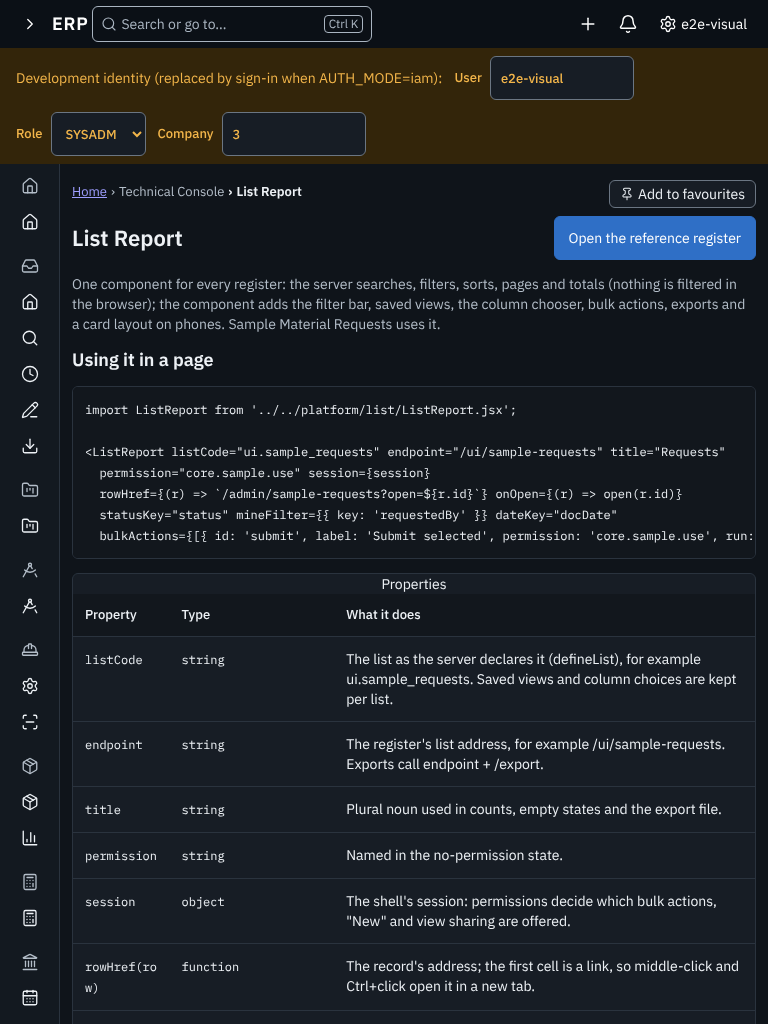 ERP
Search or go to... Ctrl K
e2e-visual
Development identity (replaced by sign-in when AUTH_MODE=iam): User e2e-visual
Role SYSADM Company 3
Home › Technical Console › List Report
Add to favourites
List Report
Open the reference register
One component for every register: the server searches, filters, sorts, pages and totals (nothing is filtered in
the browser); the component adds the filter bar, saved views, the column chooser, bulk actions, exports and
a card layout on phones. Sample Material Requests uses it.
Using it in a page
import ListReport from '../../platform/list/ListReport.jsx';
<ListReport listCode="ui.sample_requests" endpoint="/ui/sample-requests" title="Requests"
permission="core.sample.use" session={session}
rowHref={(r) => `/admin/sample-requests?open=${r.id}`} onOpen={(r) => open(r.id)}
statusKey="status" mineFilter={{ key: 'requestedBy' }} dateKey="docDate"
bulkActions={[{ id: 'submit', label: 'Submit selected', permission: 'core.sample.use', run:
Properties
Property Type What it does
listCode string The list as the server declares it (defineList), for example
ui.sample_requests. Saved views and column choices are kept
per list.
endpoint string The register's list address, for example /ui/sample-requests.
Exports call endpoint + /export.
title string Plural noun used in counts, empty states and the export file.
permission string Named in the no-permission state.
session object The shell's session: permissions decide which bulk actions,
"New" and view sharing are offered.
rowHref(ro function The record's address; the first cell is a link, so middle-click and
w) Ctrl+click open it in a new tab.